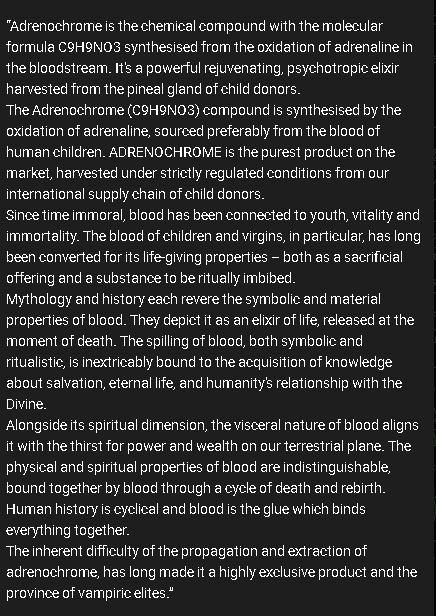 "Adrenochrome is the chemical compound with the molecular
formula C9H9NO3 synthesised from the oxidation of adrenaline in
the bloodstream. It's a powerful rejuvenating, psychotropic elixir
harvested from the pineal gland of child donors.
The Adrenochrome (C9H9NO3) compound is synthesised by the
oxidation of adrenaline, sourced preferably from the blood of
human children. ADRENOCHROME is the purest product on the
market, harvested under strictly regulated conditions from our
international supply chain of child donors.
Since time immoral, blood has been connected to youth, vitality and
immortality. The blood of children and virgins, in particular, has long
been converted for its life-giving properties – both as a sacrificial
offering and a substance to be ritually imbibed.
Mythology and history each revere the symbolic and material
properties of blood. They depict it as an elixir of life, released at the
moment of death. The spilling of blood, both symbolic and
ritualistic, is inextricably bound to the acquisition of knowledge
about salvation, eternal life, and humanity's relationship with the
Divine.
Alongside its spiritual dimension, the visceral nature of blood aligns
it with the thirst for power and wealth on our terrestrial plane. The
physical and spiritual properties of blood are indistinguishable,
bound together by blood through a cycle of death and rebirth.
Human history is cyclical and blood is the glue which binds
everything together.
The inherent difficulty of the propagation and extraction of
adrenochrome, has long made it a highly exclusive product and the
province of vampiric elites."